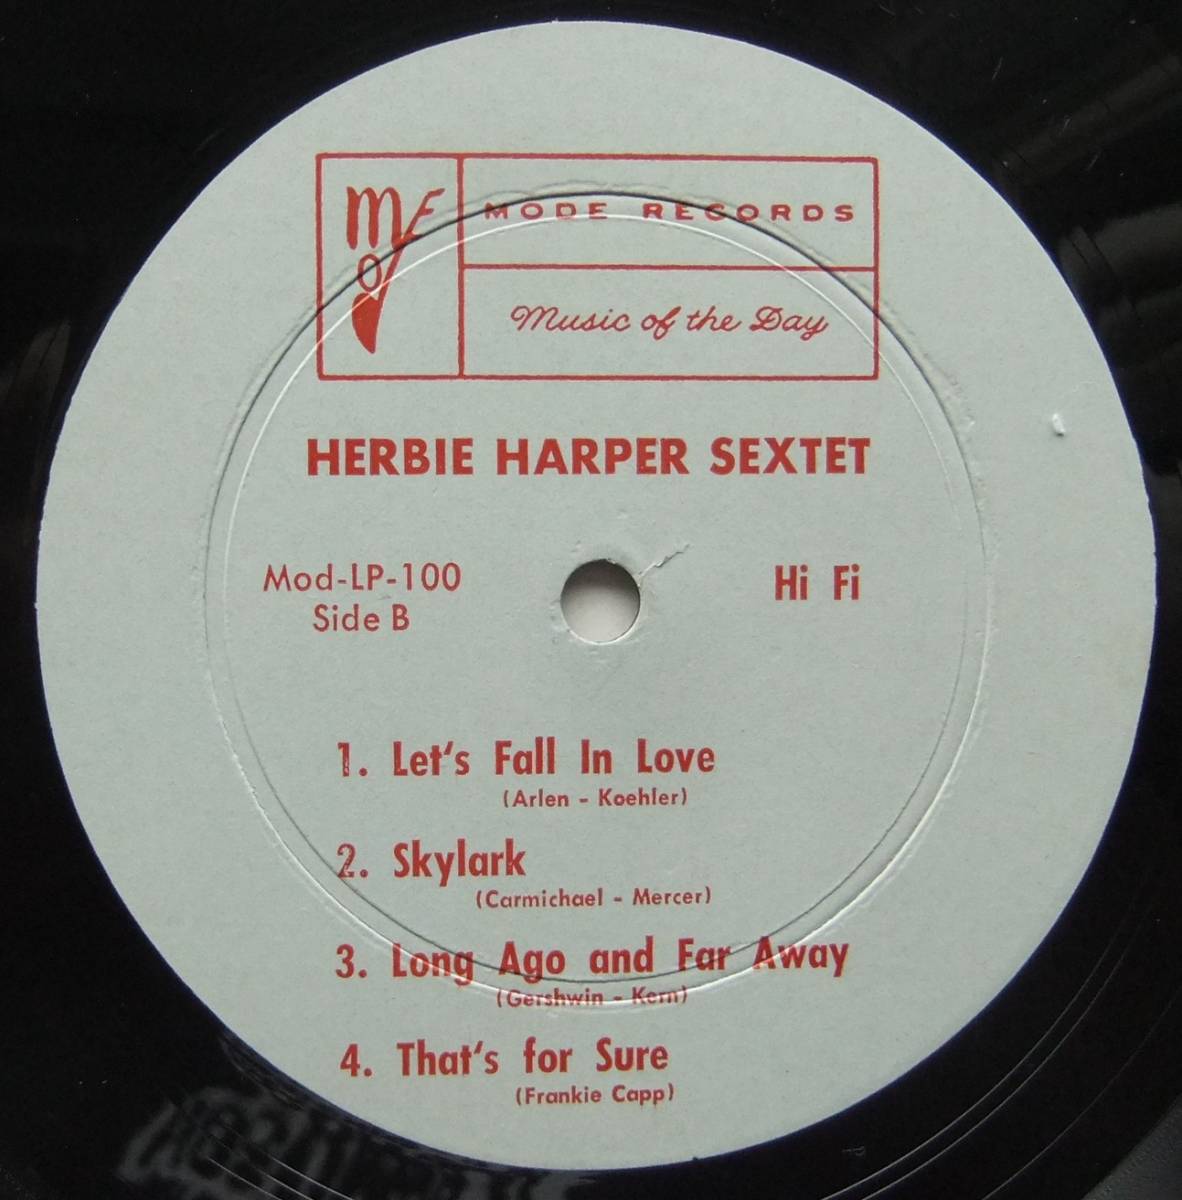 MODE
MODE RECORDS
Music of the Day
HERBIE HARPER SEXTET
Mod-LP-100
Side B
Hi Fi
1. Let's Fall In Love
(Arlen - Koehler)
2. Skylark
(Carmichael - Mercer)
3. Long Ago and Far Away
(Gershwin - Kern)
4. That's for Sure
(Frankie Capp)